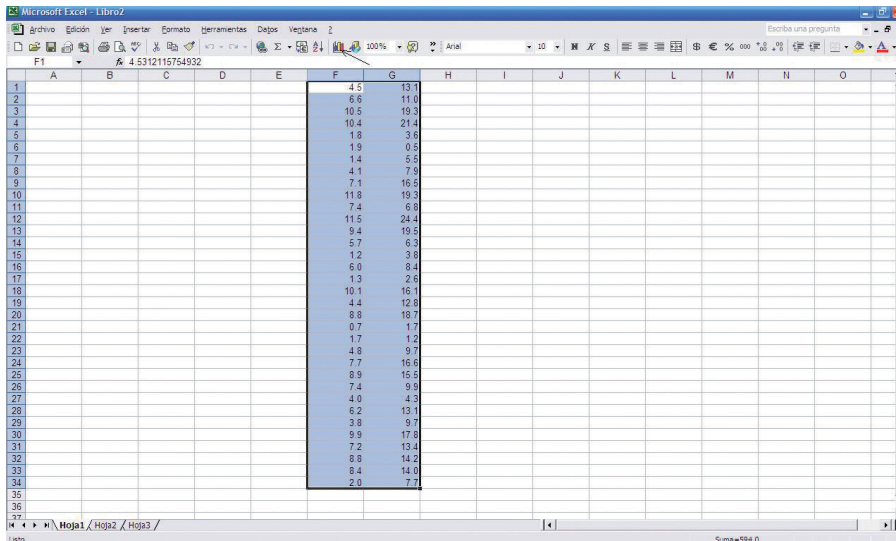 Microsoft Excel - Libro2
Archivo Edición Ver Insertar Formato Herramientas Datos Ventana ? Escriba una pregunta
100% Arial 10 N K S $ € % 000
F1 fx 4.5312115754932
A B C D E F G H I J K L M N O
1 4.5 13.1
2 6.6 11.0
3 10.5 19.3
4 10.4 21.4
5 1.8 3.6
6 1.9 0.5
7 1.4 5.5
8 4.1 7.9
9 7.1 16.5
10 11.8 19.3
11 7.4 6.8
12 11.5 24.4
13 9.4 19.5
14 5.7 6.3
15 1.2 3.8
16 6.0 8.4
17 1.3 2.6
18 10.1 16.1
19 4.4 12.8
20 8.8 18.7
21 0.7 1.7
22 1.7 1.2
23 4.8 9.7
24 7.7 16.6
25 8.9 15.5
26 7.4 9.9
27 4.0 4.3
28 6.2 13.1
29 3.8 9.7
30 9.9 17.8
31 7.2 13.4
32 8.8 14.2
33 8.4 14.0
34 2.0 7.7
35
36
37
Hoja1 Hoja2 Hoja3
Listo Suma=594.0